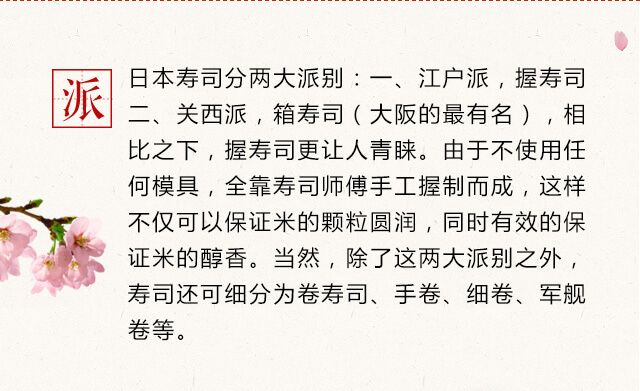 派
日本寿司分两大派别：一、江户派，握寿司
二、关西派，箱寿司（大阪的最有名），相
比之下，握寿司更让人青睐。由于不使用任
何模具，全靠寿司师傅手工握制而成，这样
不仅可以保证米的颗粒圆润，同时有效的保
证米的醇香。当然，除了这两大派别之外，
寿司还可细分为卷寿司、手卷、细卷、军舰
卷等。